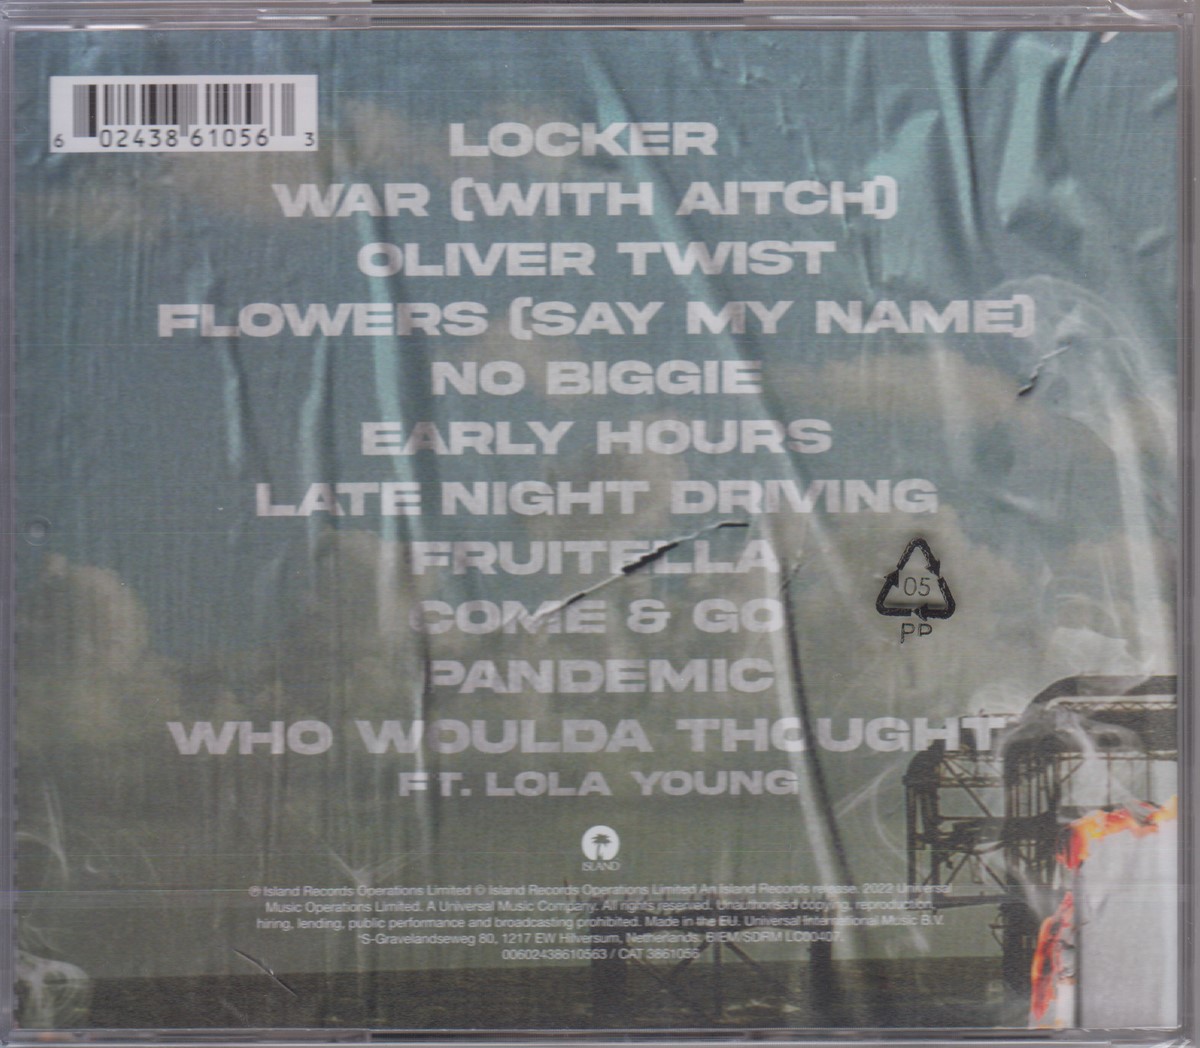 6 02438 61056 3
LOCKER
WAR (WITH AITCH)
OLIVER TWIST
FLOWERS (SAY MY NAME)
NO BIGGIE
EARLY HOURS
LATE NIGHT DRIVING
FRUITELLA
COME & GO
05
PP
PANDEMIC
WHO WOULDA THOUGHT
FT. LOLA YOUNG
ISLAND
℗ Island Records Operations Limited © Island Records Operations Limited An Island Records release. 2022 Universal
Music Operations Limited. A Universal Music Company. All rights reserved. Unauthorised copying, reproduction,
hiring, lending, public performance and broadcasting prohibited. Made in the EU. Universal International Music B.V.
'S-Gravelandseweg 80, 1217 EW Hilversum, Netherlands. BIEM/SDRM LC00407.
00602438610563 / CAT 3861056